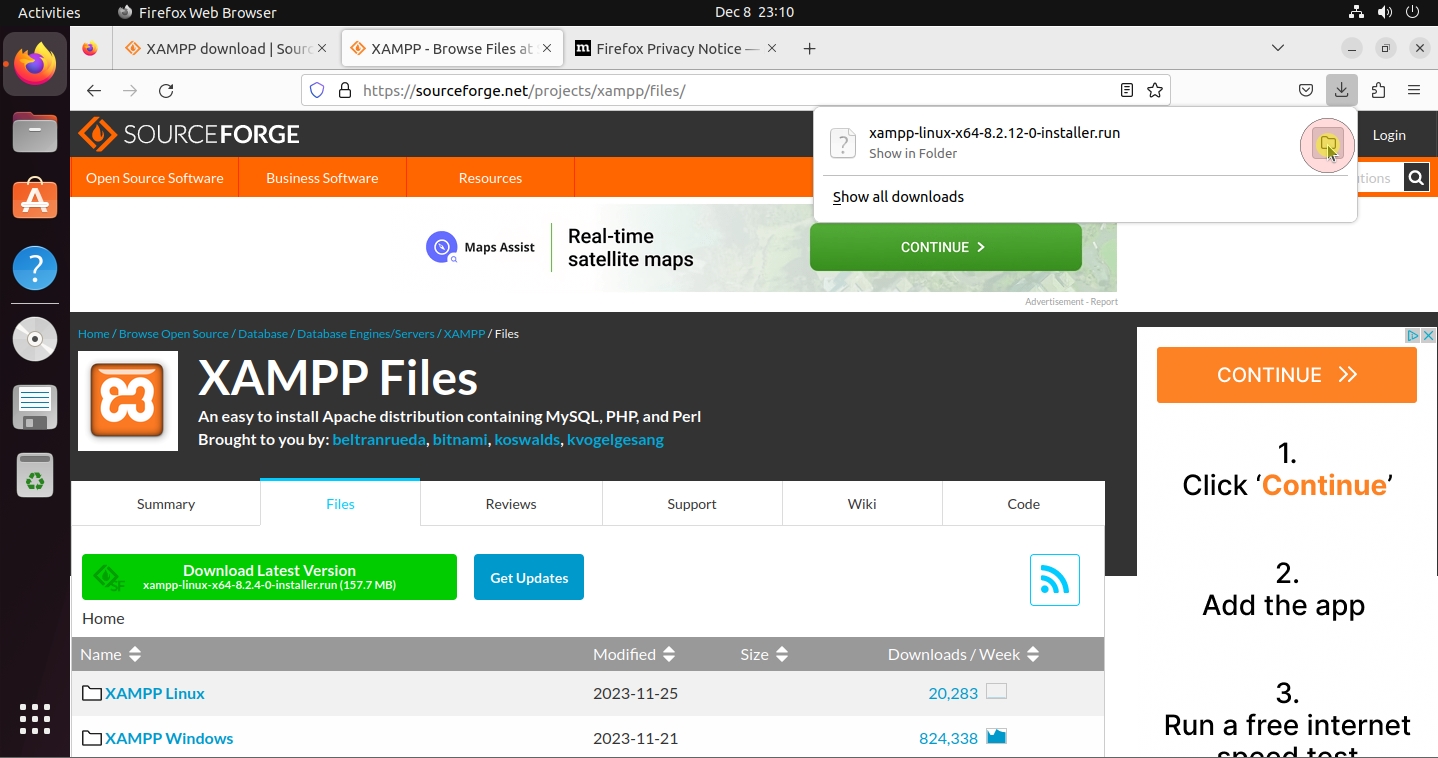 Activities
Firefox Web Browser
Dec 8 23:10
XAMPP download | Sourc
XAMPP - Browse Files at
m
Firefox Privacy Notice —
https://sourceforge.net/projects/xampp/files/
SOURCEFORGE
xampp-linux-x64-8.2.12-0-installer.run
Show in Folder
Login
Open Source Software
Business Software
Resources
Show all downloads
Maps Assist
Real-time
satellite maps
CONTINUE
Advertisement - Report
Home / Browse Open Source / Database / Database Engines/Servers / XAMPP / Files
XAMPP Files
An easy to install Apache distribution containing MySQL, PHP, and Perl
Brought to you by: beltranrueda, bitnami, koswalds, kvogelgesang
CONTINUE
1.
Click ‘Continue’
2.
Add the app
3.
Run a free internet
speed test
Summary
Files
Reviews
Support
Wiki
Code
Download Latest Version
xampp-linux-x64-8.2.4-0-installer.run (157.7 MB)
SF
Get Updates
Home
Name
Modified
Size
Downloads / Week
XAMPP Linux
2023-11-25
20,283
XAMPP Windows
2023-11-21
824,338